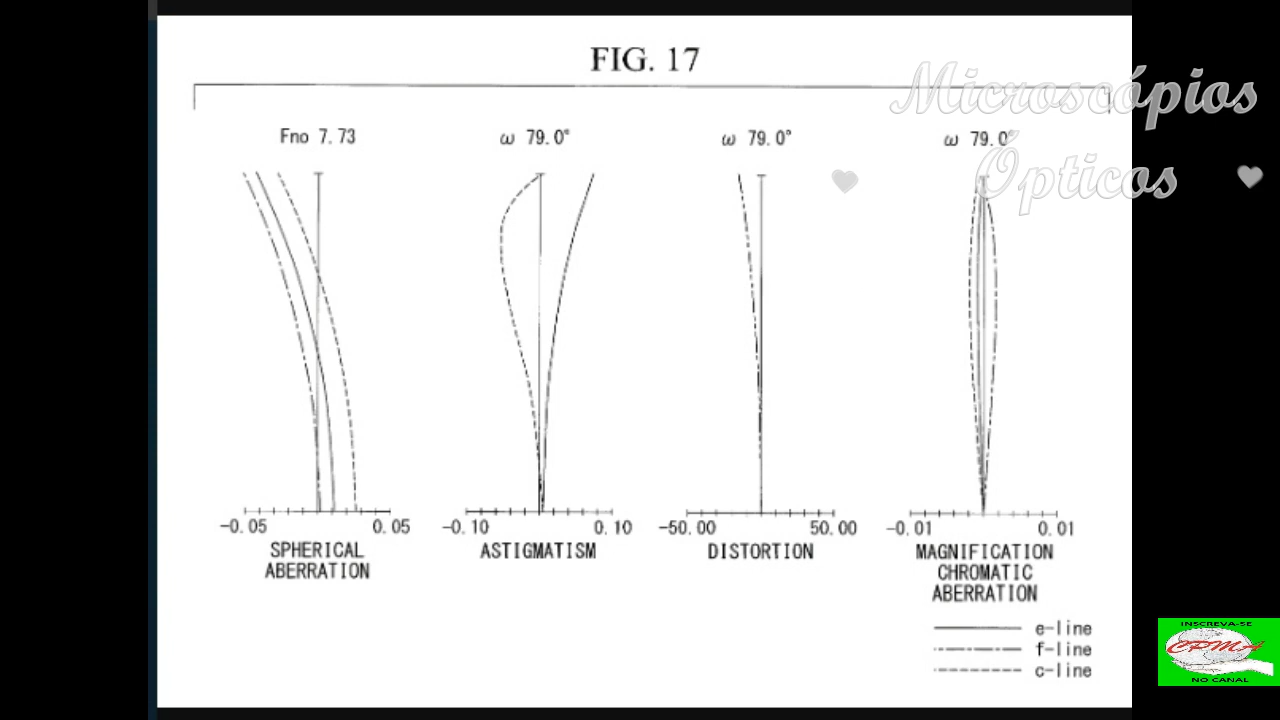 FIG. 17
Microscópios
Ópticos
Fno 7.73
ω 79.0°
ω 79.0°
ω 79.0°
-0.05
0.05
-0.10
0.10
-50.00
50.00
-0.01
0.01
SPHERICAL
ABERRATION
ASTIGMATISM
DISTORTION
MAGNIFICATION
CHROMATIC
ABERRATION
e-line
f-line
c-line
INSCREVA-SE
CPMA
NO CANAL